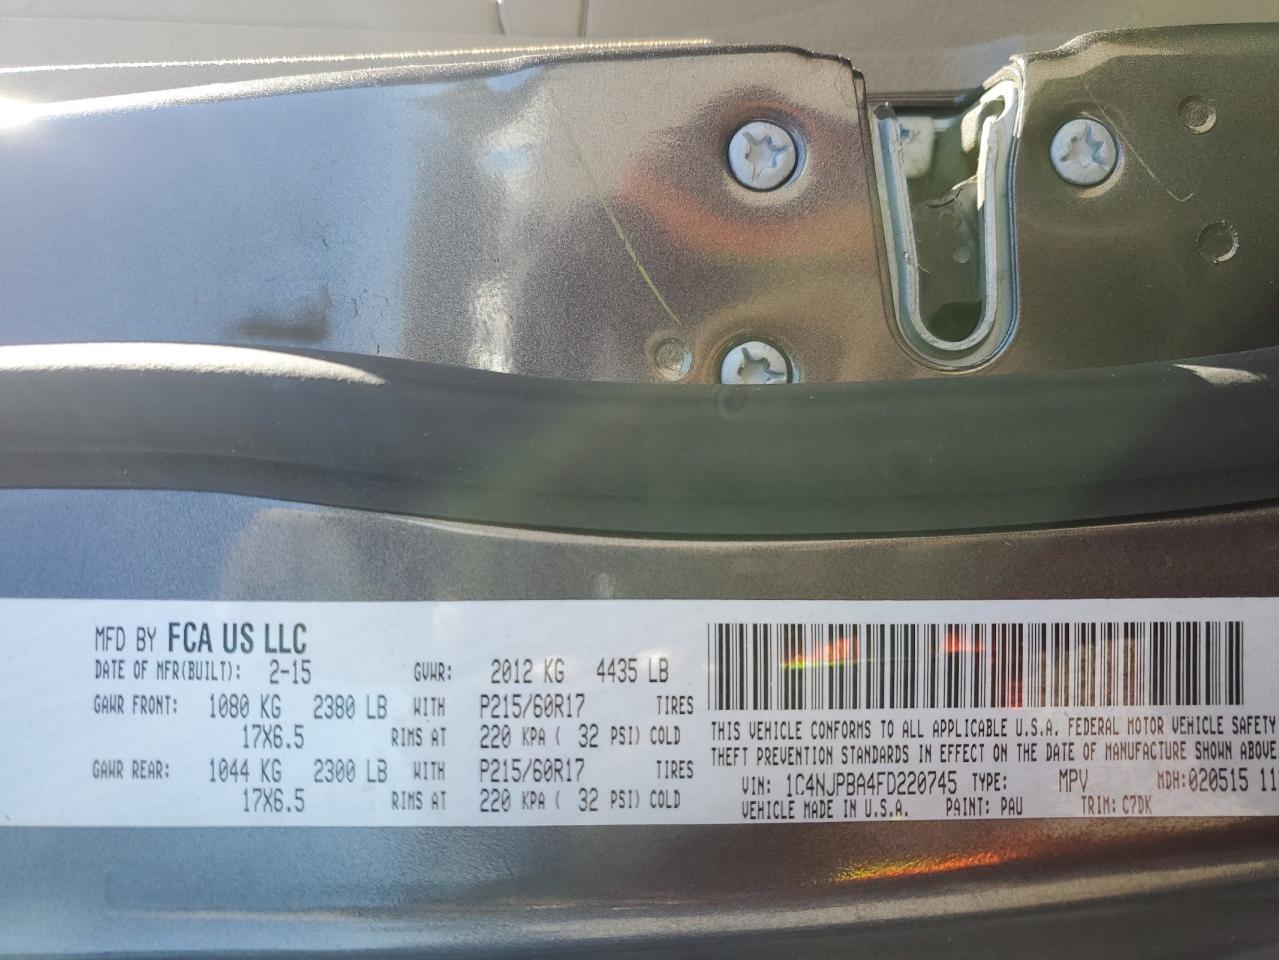 MFD BY FCA US LLC
DATE OF MFR(BUILT): 2-15 GVWR: 2012 KG 4435 LB
GAWR FRONT: 1080 KG 2380 LB WITH P215/60R17 TIRES
17X6.5 RIMS AT 220 KPA ( 32 PSI) COLD
GAWR REAR: 1044 KG 2300 LB WITH P215/60R17 TIRES
17X6.5 RIMS AT 220 KPA ( 32 PSI) COLD
THIS VEHICLE CONFORMS TO ALL APPLICABLE U.S.A. FEDERAL MOTOR VEHICLE SAFETY
THEFT PREVENTION STANDARDS IN EFFECT ON THE DATE OF MANUFACTURE SHOWN ABOVE
VIN: 1C4NJPBA4FD220745 TYPE: MPV MDH:020515 11
VEHICLE MADE IN U.S.A. PAINT: PAU TRIM: C7DK